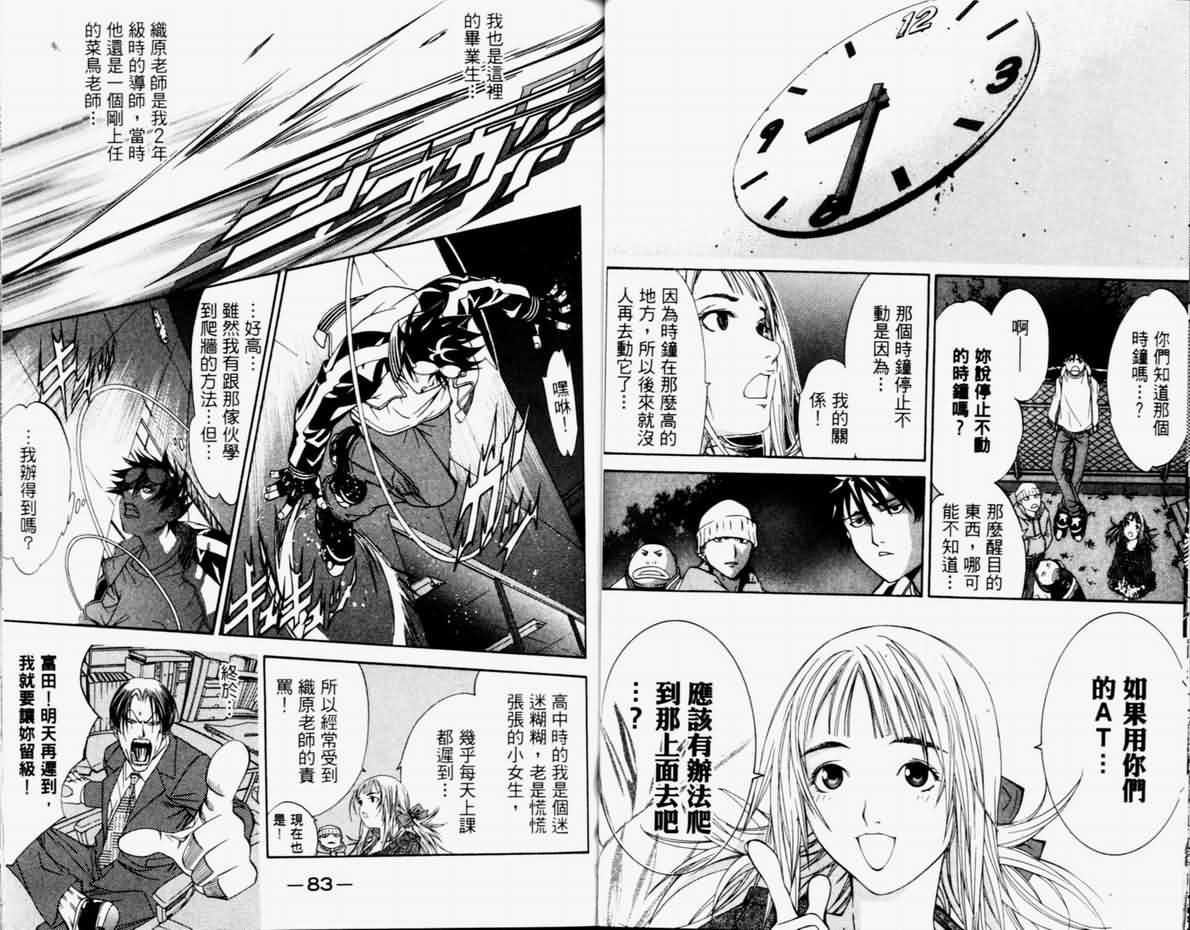 12
3
9
6
你們知道那個
時鐘嗎…?
啊——
妳說停止不動
的時鐘嗎?
那麼醒目的
東西，哪可
能不知道…
那個時鐘停止不
動是因為…
我的關
係!
因為時鐘在那麼高的
地方，所以後來就沒
人再去動它了…
如果用你們
的AT…
應該有辦法爬
到那上面去吧
…?
我也是這裡
的畢業生…
織原老師是我2年
級時的導師，當時
他還是一個剛上任
的菜鳥老師…
嘿咻!
…好高…
雖然我有跟那傢伙學
到爬牆的方法…但…
…我辦得到嗎?
高中時的我是個迷
迷糊糊，老是慌慌
張張的小女生，
幾乎每天上課
都遲到…
所以經常受到
織原老師的責
罵!
現在也
是!
終於…
富田!明天再遲到，
我就要讓妳留級!
—83—